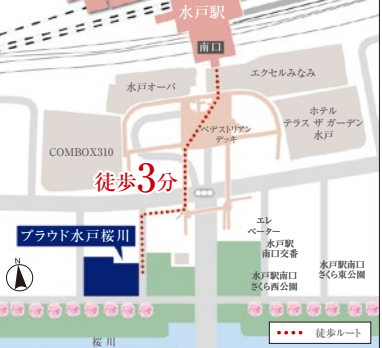 水戸駅
南口
エクセルみなみ
水戸オーパ
ホテル
テラス ザ ガーデン
水戸
ペデストリアン
デッキ
COMBOX310
徒歩3分
プラウド水戸桜川
エレ
ベーター
水戸駅
南口交番
水戸駅南口
さくら西公園
水戸駅南口
さくら東公園
N
桜川
徒歩ルート